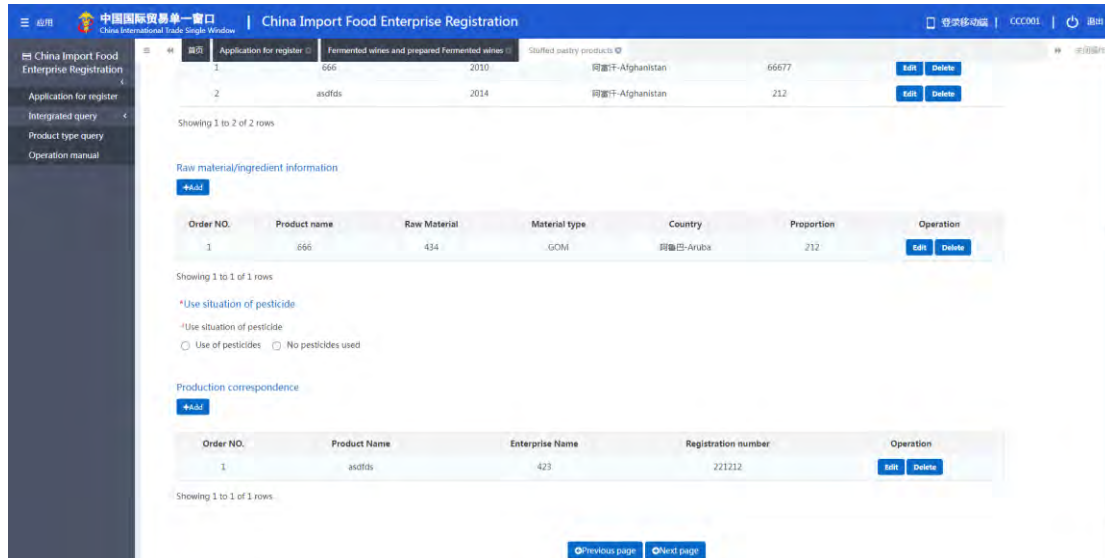 应用 中国国际贸易单一窗口 China International Trade Single Window China Import Food Enterprise Registration 登录移动端 CCC001 退出
China Import Food Enterprise Registration
Application for register
Intergrated query
Product type query
Operation manual
首页 Application for register Fermented wines and prepared Fermented wines Stuffed pastry products
1 666 2010 阿富汗-Afghanistan 66677 Edit Delete
2 asdfds 2014 阿富汗-Afghanistan 212 Edit Delete
Showing 1 to 2 of 2 rows
Raw material/ingredient information
+Add
Order NO. Product name Raw Material Material type Country Proportion Operation
1 666 434 GOM 阿鲁巴-Aruba 212 Edit Delete
Showing 1 to 1 of 1 rows
*Use situation of pesticide
*Use situation of pesticide
Use of pesticides No pesticides used
Production correspondence
+Add
Order NO. Product Name Enterprise Name Registration number Operation
1 asdfds 423 221212 Edit Delete
Showing 1 to 1 of 1 rows
Previous page Next page